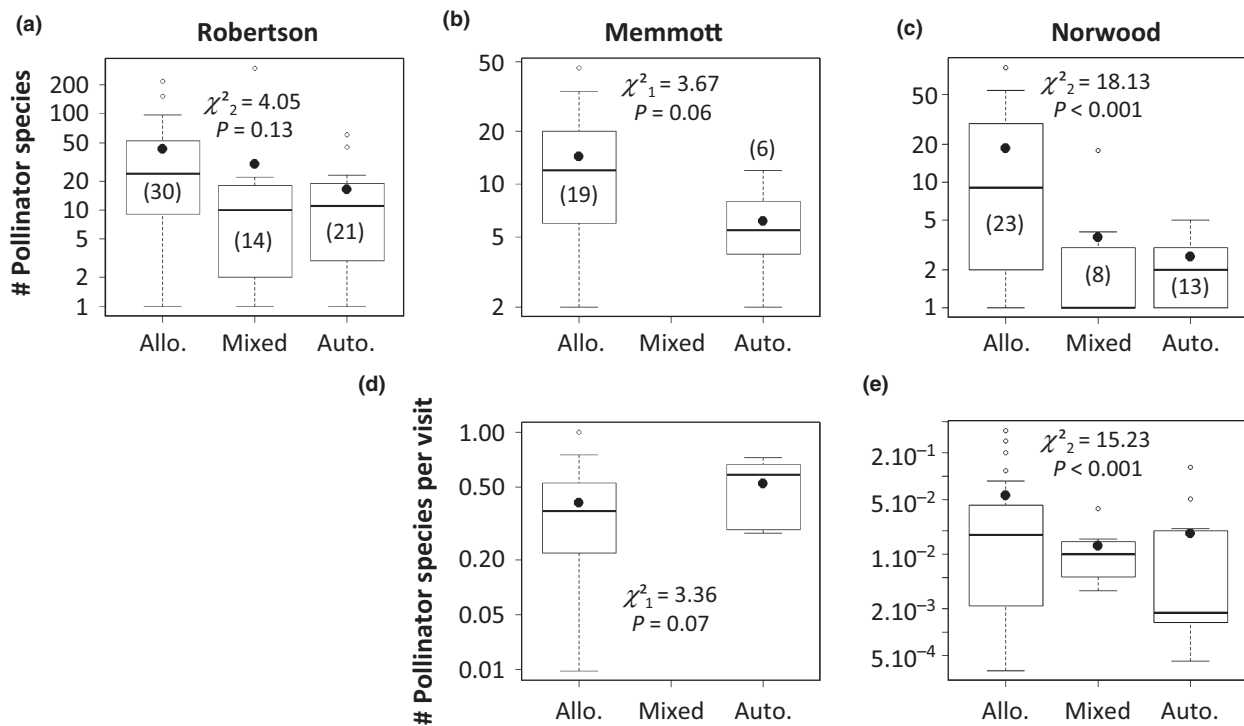 (a)
Robertson
# Pollinator species
200
100
50
20
10
5
2
1
χ²₂ = 4.05
P = 0.13
(30)
(14)
(21)
Allo.
Mixed
Auto.
(b)
Memmott
50
20
10
5
2
χ²₁ = 3.67
P = 0.06
(19)
(6)
Allo.
Mixed
Auto.
(c)
Norwood
50
20
10
5
2
1
χ²₂ = 18.13
P < 0.001
(23)
(8)
(13)
Allo.
Mixed
Auto.
(d)
# Pollinator species per visit
1.00
0.50
0.20
0.05
0.01
χ²₁ = 3.36
P = 0.07
Allo.
Mixed
Auto.
(e)
2.10⁻¹
5.10⁻²
1.10⁻²
2.10⁻³
5.10⁻⁴
χ²₂ = 15.23
P < 0.001
Allo.
Mixed
Auto.